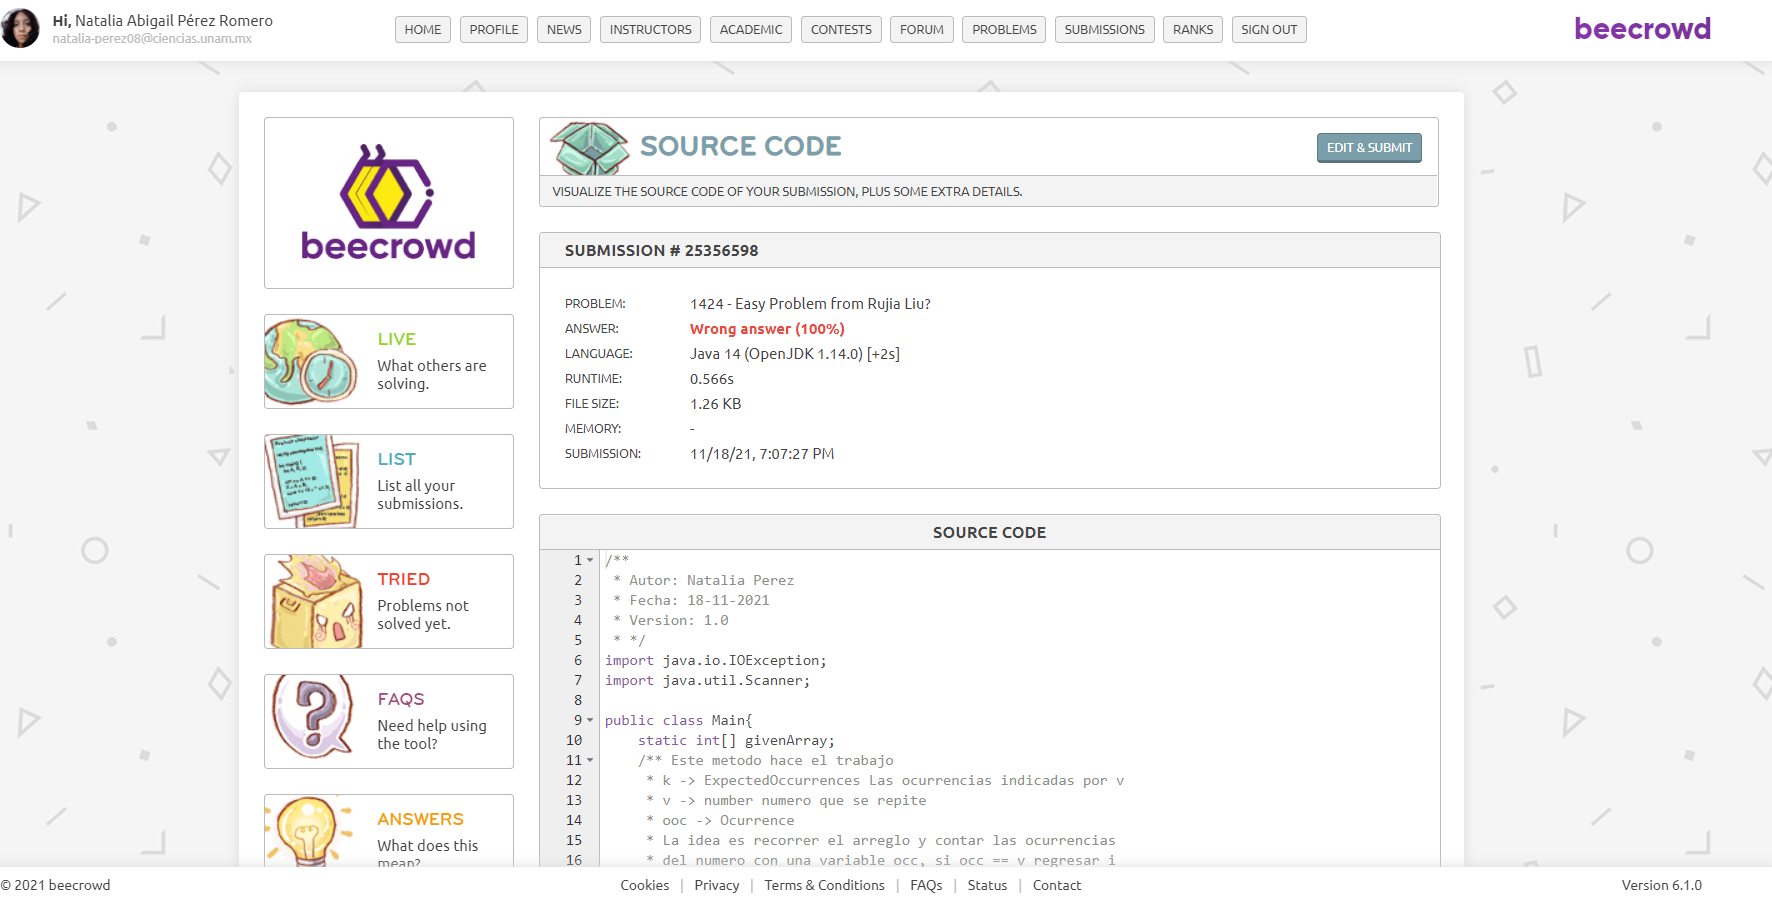 Hi, Natalia Abigail Pérez Romero
natalia-perez08@ciencias.unam.mx
HOME
PROFILE
NEWS
INSTRUCTORS
ACADEMIC
CONTESTS
FORUM
PROBLEMS
SUBMISSIONS
RANKS
SIGN OUT
beecrowd
beecrowd
LIVE
What others are
solving.
LIST
List all your
submissions.
TRIED
Problems not
solved yet.
FAQS
Need help using
the tool?
ANSWERS
What does this
mean?
SOURCE CODE
EDIT & SUBMIT
VISUALIZE THE SOURCE CODE OF YOUR SUBMISSION, PLUS SOME EXTRA DETAILS.
SUBMISSION # 25356598
PROBLEM: 1424 - Easy Problem from Rujia Liu?
ANSWER: Wrong answer (100%)
LANGUAGE: Java 14 (OpenJDK 1.14.0) [+2s]
RUNTIME: 0.566s
FILE SIZE: 1.26 KB
MEMORY: -
SUBMISSION: 11/18/21, 7:07:27 PM
SOURCE CODE
1 /**
2 * Autor: Natalia Perez
3 * Fecha: 18-11-2021
4 * Version: 1.0
5 * */
6 import java.io.IOException;
7 import java.util.Scanner;
8
9 public class Main{
10 static int[] givenArray;
11 /** Este metodo hace el trabajo
12 * k -> ExpectedOccurrences Las ocurrencias indicadas por v
13 * v -> number numero que se repite
14 * ooc -> Ocurrence
15 * La idea es recorrer el arreglo y contar las ocurrencias
16 * del numero con una variable occ, si occ == v regresar i
© 2021 beecrowd
Cookies | Privacy | Terms & Conditions | FAQs | Status | Contact
Version 6.1.0